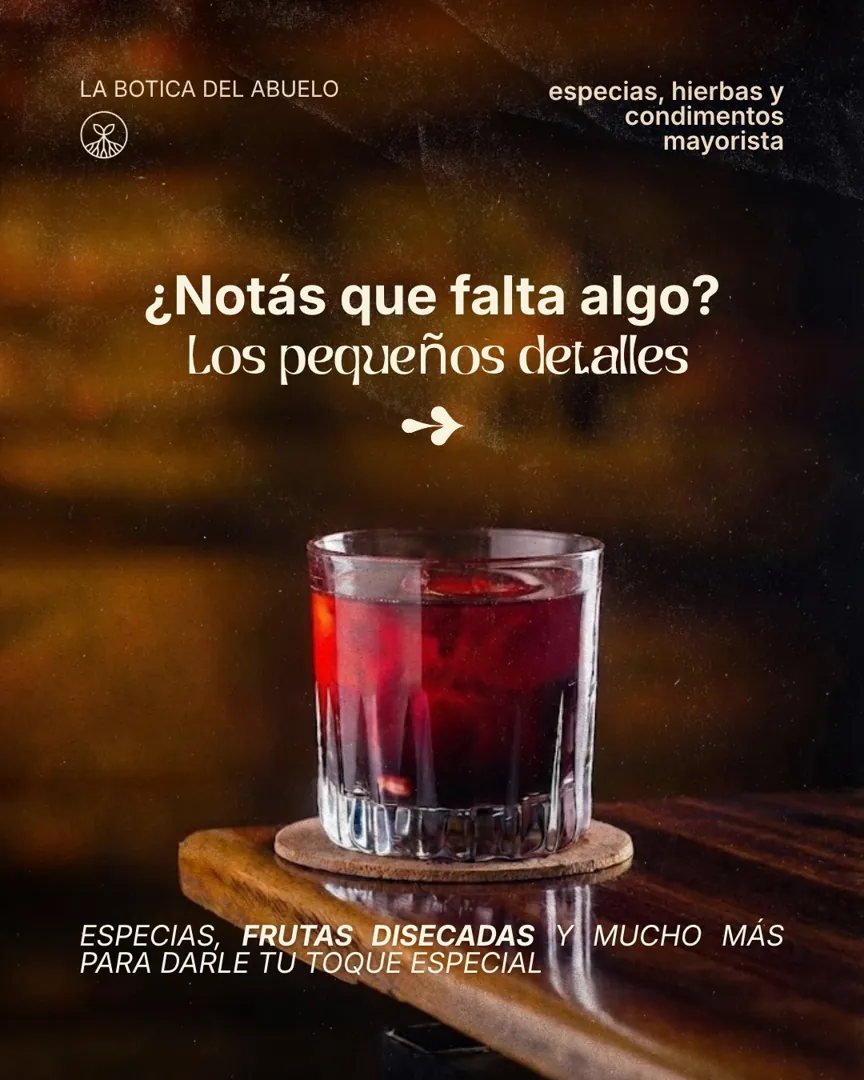 LA BOTICA DEL ABUELO
especias, hierbas y
condimentos
mayorista
¿Notás que falta algo?
Los pequeños detalles
ESPECIAS, FRUTAS DISECADAS Y MUCHO MÁS
PARA DARLE TU TOQUE ESPECIAL